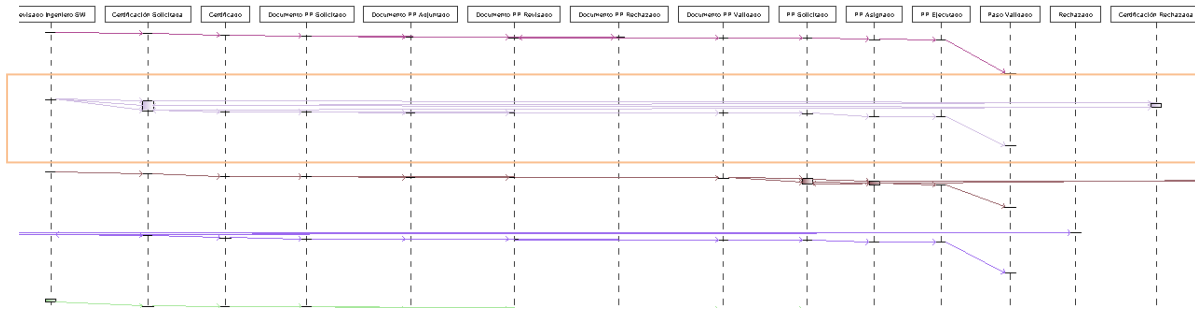 evisado Ingeniero SW
Certificación Solicitada
Certificado
Documento PP Solicitado
Documento PP Adjuntado
Documento PP Revisado
Documento PP Rechazado
Documento PP Validado
PP Solicitado
PP Asignado
PP Ejecutado
Paso Validado
Rechazado
Certificación Rechazada